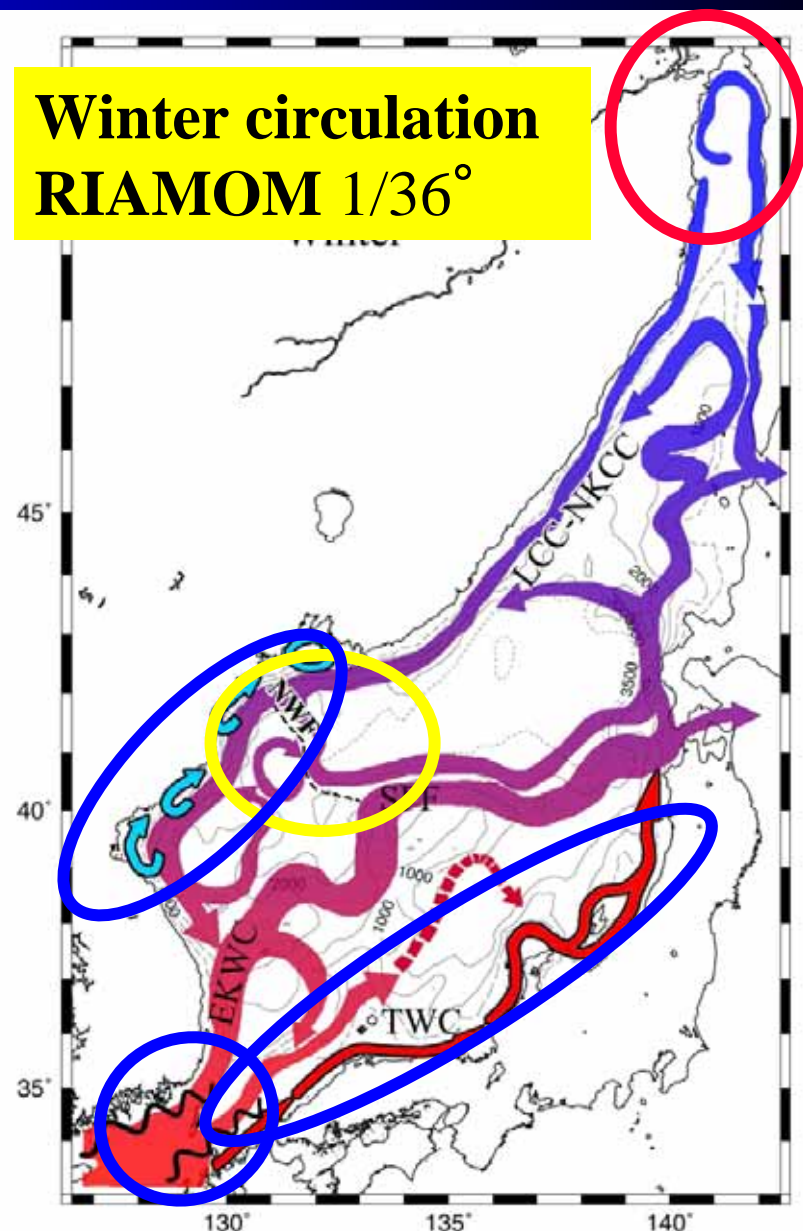 Winter circulation
RIAMOM 1/36°
Winter
45°
40°
35°
130°
135°
140°
LCC-NKCC
2000
3500
NWF
SPF
1000
1000
EKWC
TWC